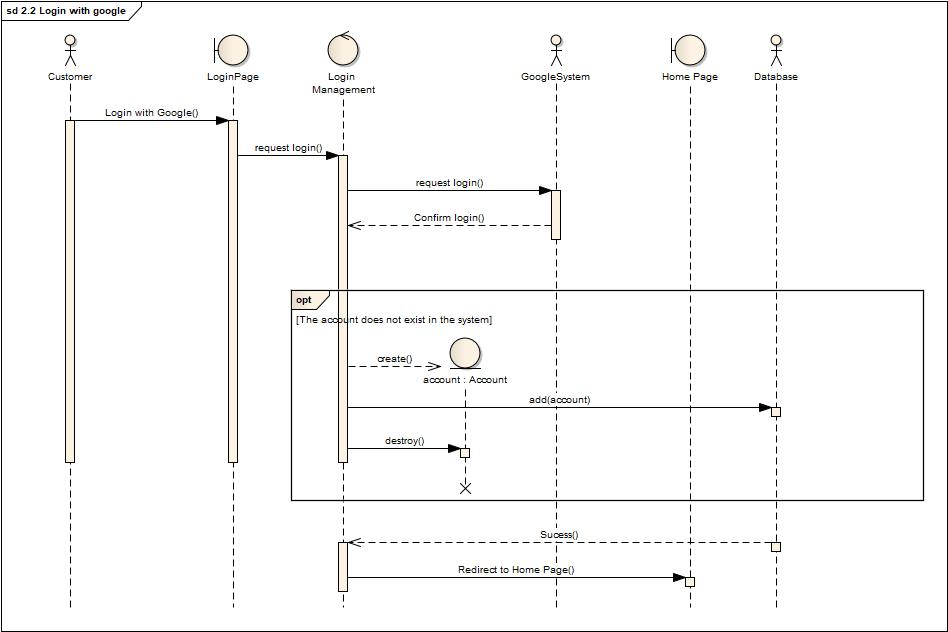 sd 2.2 Login with google
Customer
LoginPage
Login
Management
GoogleSystem
Home Page
Database
Login with Google()
request login()
request login()
Confirm login()
opt
[The account does not exist in the system]
create()
account : Account
add(account)
destroy()
Sucess()
Redirect to Home Page()